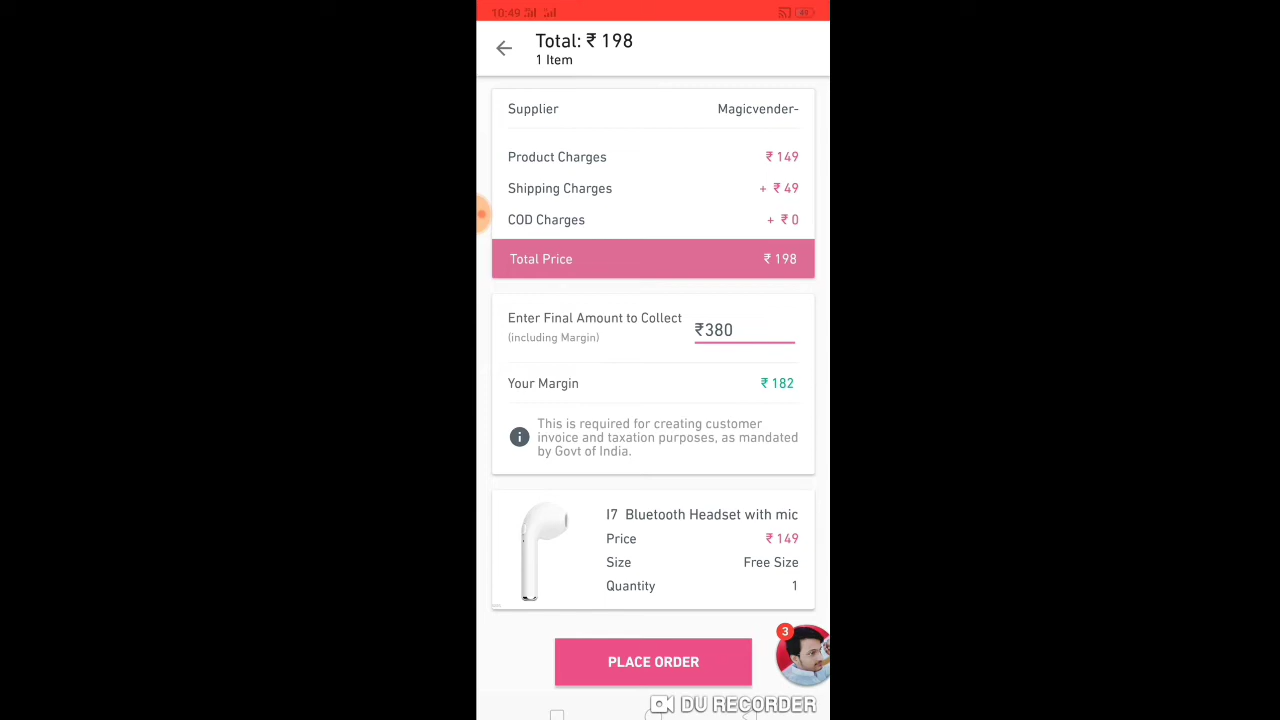 10:49
49
Total: ₹ 198
1 Item
Supplier Magicvender-
Product Charges ₹ 149
Shipping Charges + ₹ 49
COD Charges + ₹ 0
Total Price ₹ 198
Enter Final Amount to Collect
(including Margin)
₹380
Your Margin ₹ 182
This is required for creating customer
invoice and taxation purposes, as mandated
by Govt of India.
I7 Bluetooth Headset with mic
Price ₹ 149
Size Free Size
Quantity 1
3
PLACE ORDER
DU RECORDER